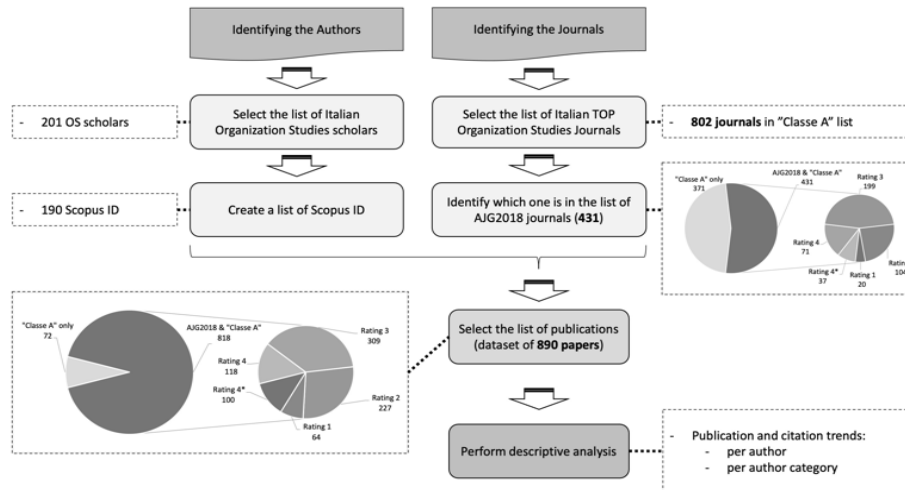 Identifying the Authors
Identifying the Journals
- 201 OS scholars
Select the list of Italian
Organization Studies scholars
Select the list of Italian TOP
Organization Studies Journals
- 802 journals in "Classe A" list
- 190 Scopus ID
Create a list of Scopus ID
Identify which one is in the list of
AJG2018 journals (431)
"Classe A" only
371
AJG2018 & "Classe A"
431
Rating 3
199
Rating 4
71
Rating 4*
37
Rating 1
20
Rating
104
"Classe A" only
72
AJG2018 & "Classe A"
818
Rating 3
309
Rating 4
118
Rating 4*
100
Rating 1
64
Rating 2
227
Select the list of publications
(dataset of 890 papers)
Perform descriptive analysis
- Publication and citation trends:
- per author
- per author category